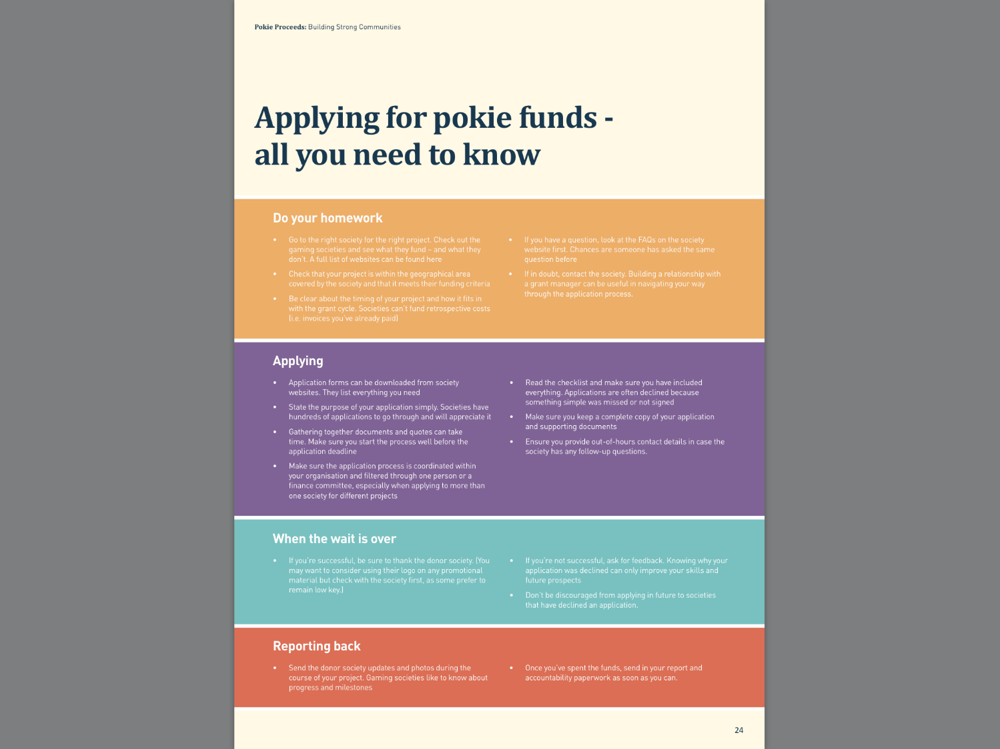 Pokie Proceeds: Building Strong Communities
Applying for pokie funds -
all you need to know
Do your homework
• Go to the right society for the right project. Check out the
gaming societies and see what they fund – and what they
don't. A full list of websites can be found here
• Check that your project is within the geographical area
covered by the society and that it meets their funding criteria
• Be clear about the timing of your project and how it fits in
with the grant cycle. Societies can't fund retrospective costs
(i.e. invoices you've already paid)
• If you have a question, look at the FAQs on the society
website first. Chances are someone has asked the same
question before
• If in doubt, contact the society. Building a relationship with
a grant manager can be useful in navigating your way
through the application process.
Applying
• Application forms can be downloaded from society
websites. They list everything you need
• State the purpose of your application simply. Societies have
hundreds of applications to go through and will appreciate it
• Gathering together documents and quotes can take
time. Make sure you start the process well before the
application deadline
• Make sure the application process is coordinated within
your organisation and filtered through one person or a
finance committee, especially when applying to more than
one society for different projects
• Read the checklist and make sure you have included
everything. Applications are often declined because
something simple was missed or not signed
• Make sure you keep a complete copy of your application
and supporting documents
• Ensure you provide out-of-hours contact details in case the
society has any follow-up questions.
When the wait is over
• If you're successful, be sure to thank the donor society. (You
may want to consider using their logo on any promotional
material but check with the society first, as some prefer to
remain low key.)
• If you're not successful, ask for feedback. Knowing why your
application was declined can only improve your skills and
future prospects
• Don't be discouraged from applying in future to societies
that have declined an application.
Reporting back
• Send the donor society updates and photos during the
course of your project. Gaming societies like to know about
progress and milestones
• Once you've spent the funds, send in your report and
accountability paperwork as soon as you can.
24